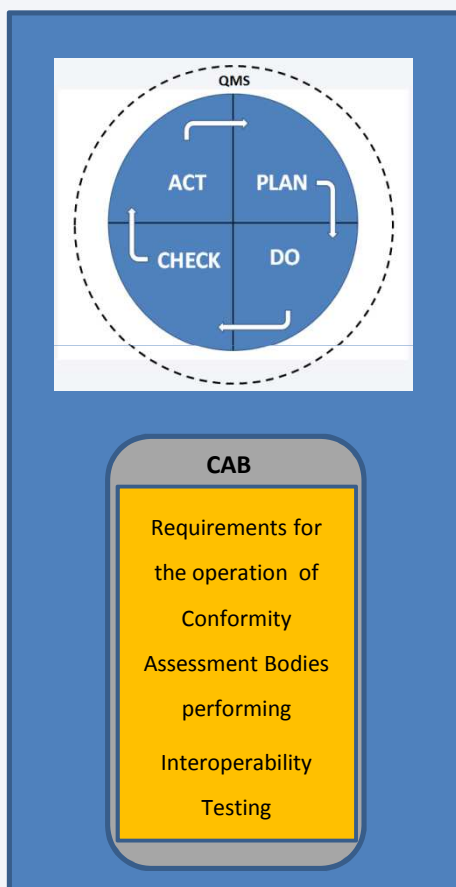 QMS
ACT PLAN
CHECK DO
CAB
Requirements for
the operation of
Conformity
Assessment Bodies
performing
Interoperability
Testing